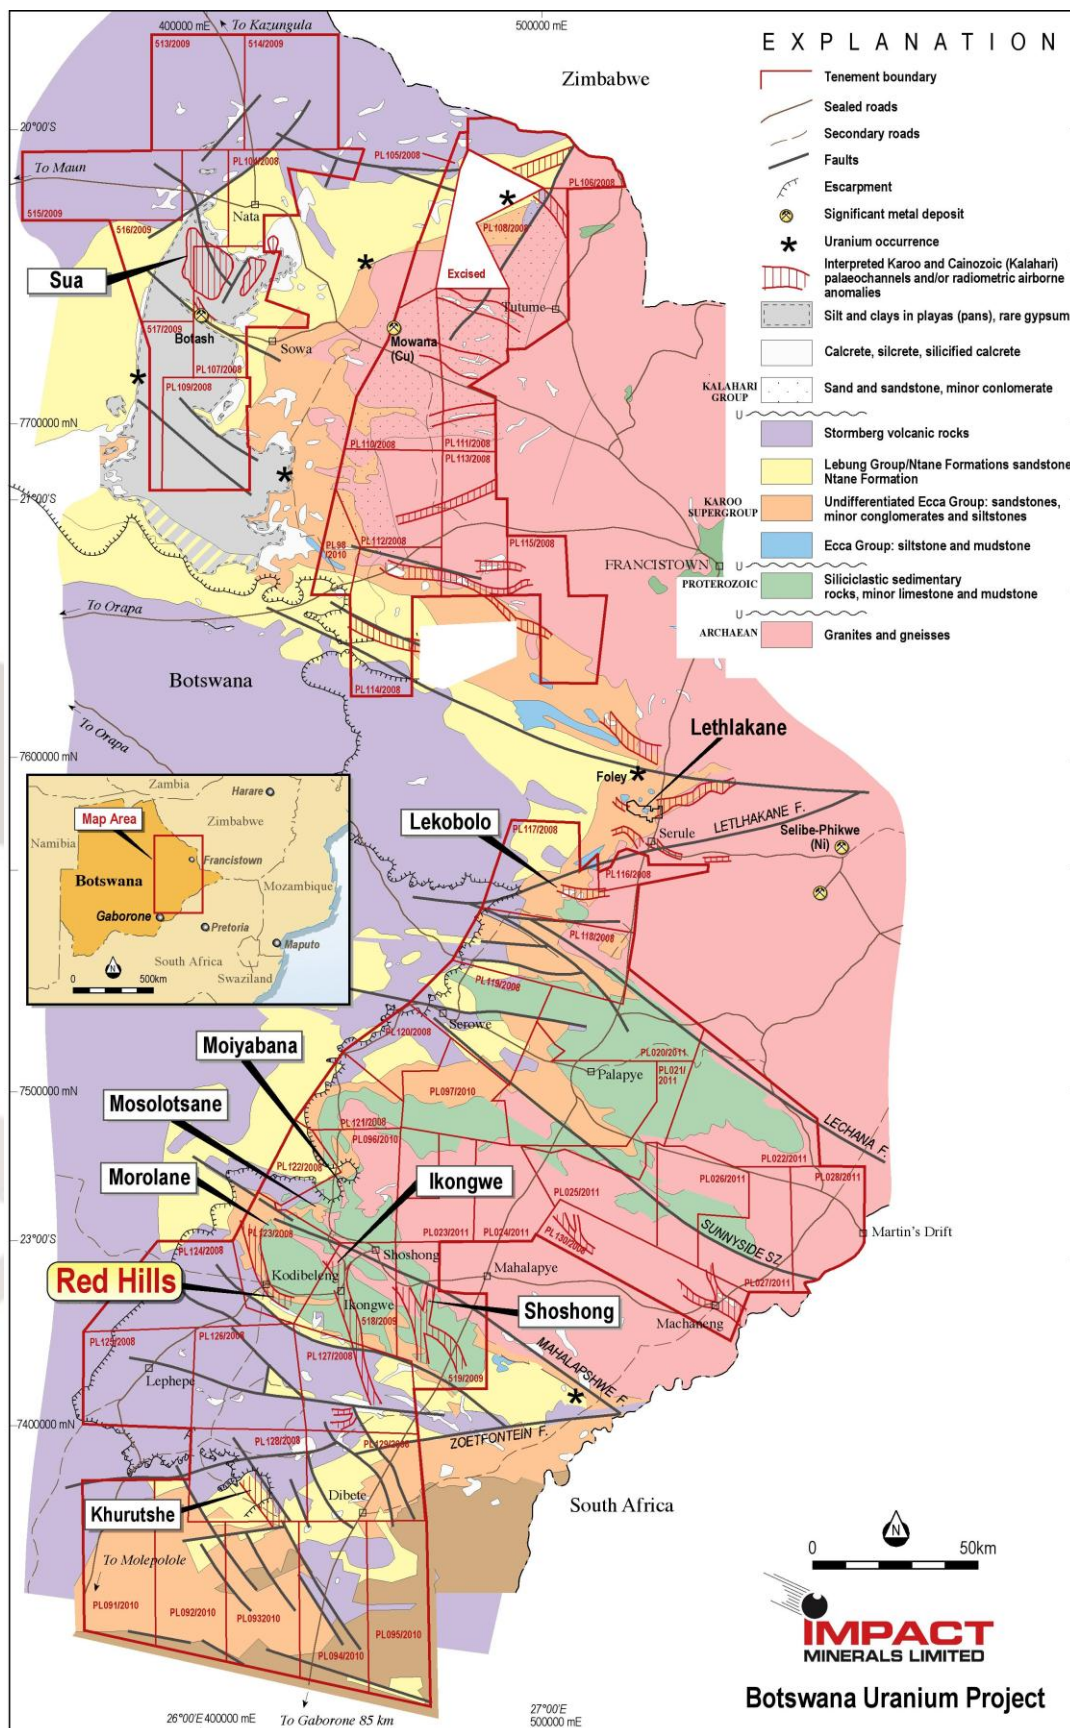 400000 mE
To Kazungula
500000 mE
513/2009
514/2009
Zimbabwe
20°00'S
To Maun
PL104/2008
PL105/2008
PL106/2008
515/2009
516/2009
Nata
PL108/2008
Sua
Excised
Tutume
517/2009
Botash
Sowa
Mowana
(Cu)
PL107/2008
PL109/2008
7700000 mN
PL110/2008
PL111/2008
PL113/2008
21°00'S
PL98
/2010
PL112/2008
PL115/2008
FRANCISTOWN
To Orapa
Botswana
PL114/2008
To Orapa
7600000 mN
Lethlakane
Foley
LETLHAKANE F.
Serule
Selibe-Phikwe
(Ni)
Lekobolo
PL117/2008
PL116/2008
PL118/2008
PL119/2008
PL120/2008
Serowe
Moiyabana
PL020/2011
PL021/
2011
Palapye
PL097/2010
7500000 mN
Mosolotsane
PL121/2008
PL096/2010
LECHANA F.
PL122/2008
PL022/2011
PL028/2011
PL026/2011
PL025/2011
Morolane
Ikongwe
PL123/2008
PL023/2011
PL024/2011
PL130/2008
SUNNYSIDE SZ
Martin's Drift
23°00'S
PL124/2008
Shoshong
Mahalapye
PL027/2011
Red Hills
Kodibeleng
Ikongwe
Shoshong
Machaneng
518/2009
PL125/2008
PL126/2008
PL127/2008
519/2009
MAHALAPSHWE F.
Lephepe
7400000 mN
ZOETFONTEIN F.
PL128/2008
PL129/2008
Khurutshe
Dibete
South Africa
To Molepolole
PL091/2010
PL092/2010
PL0932010
PL094/2010
PL095/2010
26°00'E
400000 mE
To Gaborone 85 km
27°00'E
500000 mE
EXPLANATION
Tenement boundary
Sealed roads
Secondary roads
Faults
Escarpment
Significant metal deposit
Uranium occurrence
Interpreted Karoo and Cainozoic (Kalahari)
palaeochannels and/or radiometric airborne
anomalies
Silt and clays in playas (pans), rare gypsum
Calcrete, silcrete, silicified calcrete
KALAHARI
GROUP
Sand and sandstone, minor conlomerate
U
Stormberg volcanic rocks
Lebung Group/Ntane Formations sandstone
Ntane Formation
KAROO
SUPERGROUP
Undifferentiated Ecca Group: sandstones,
minor conglomerates and siltstones
Ecca Group: siltstone and mudstone
U
PROTEROZOIC
Siliciclastic sedimentary
rocks, minor limestone and mudstone
U
ARCHAEAN
Granites and gneisses
Zambia
Harare
Map Area
Zimbabwe
Namibia
Francistown
Botswana
Mozambique
Gaborone
Pretoria
Maputo
South Africa
Swaziland
N
0
500km
N
0
50km
IMPACT
MINERALS LIMITED
Botswana Uranium Project